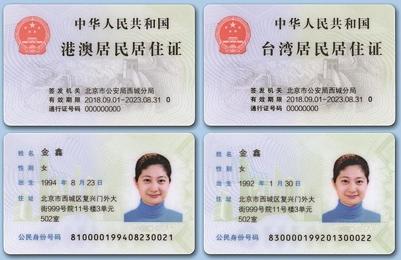 中华人民共和国
港澳居民居住证
签发机关 北京市公安局西城分局
有效期限 2018.09.01-2023.08.31 0
通行证号码 00000000
中华人民共和国
台湾居民居住证
签发机关 北京市公安局西城分局
有效期限 2018.09.01-2023.08.31 0
通行证号码 00000000
姓名 金鑫
性别 女
出生 1994 年 8 月 23 日
住址 北京市西城区复兴门外大
街999号院11号楼3单元
502室
公民身份号码 810000199408230021
姓名 金鑫
性别 女
出生 1992 年 1 月 30 日
住址 北京市西城区复兴门外大
街999号院11号楼3单元
502室
公民身份号码 830000199201300022